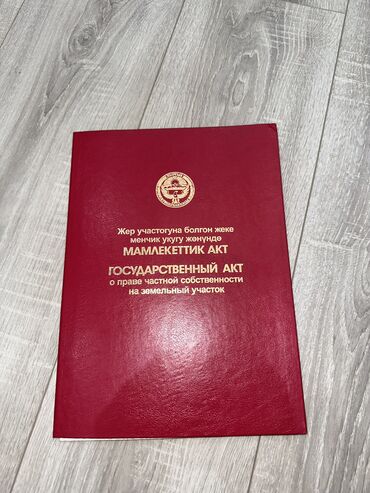 Жер участогуна болгон жеке
менчик укугу жөнүндө
МАМЛЕКЕТТИК АКТ
ГОСУДАРСТВЕННЫЙ АКТ
о праве частной собственности
на земельный участок